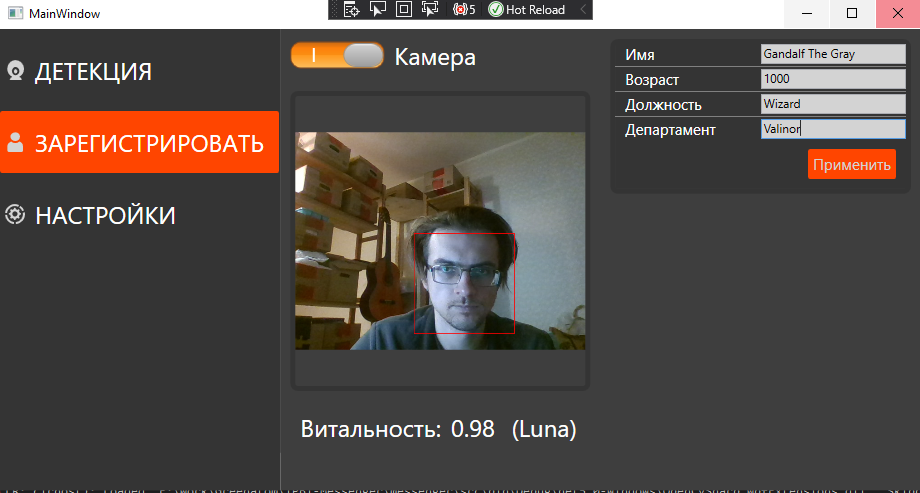 MainWindow
5
Hot Reload
ДЕТЕКЦИЯ
ЗАРЕГИСТРИРОВАТЬ
НАСТРОЙКИ
Камера
Витальность: 0.98 (Luna)
Имя Gandalf The Gray
Возраст 1000
Должность Wizard
Департамент Valinor
Применить